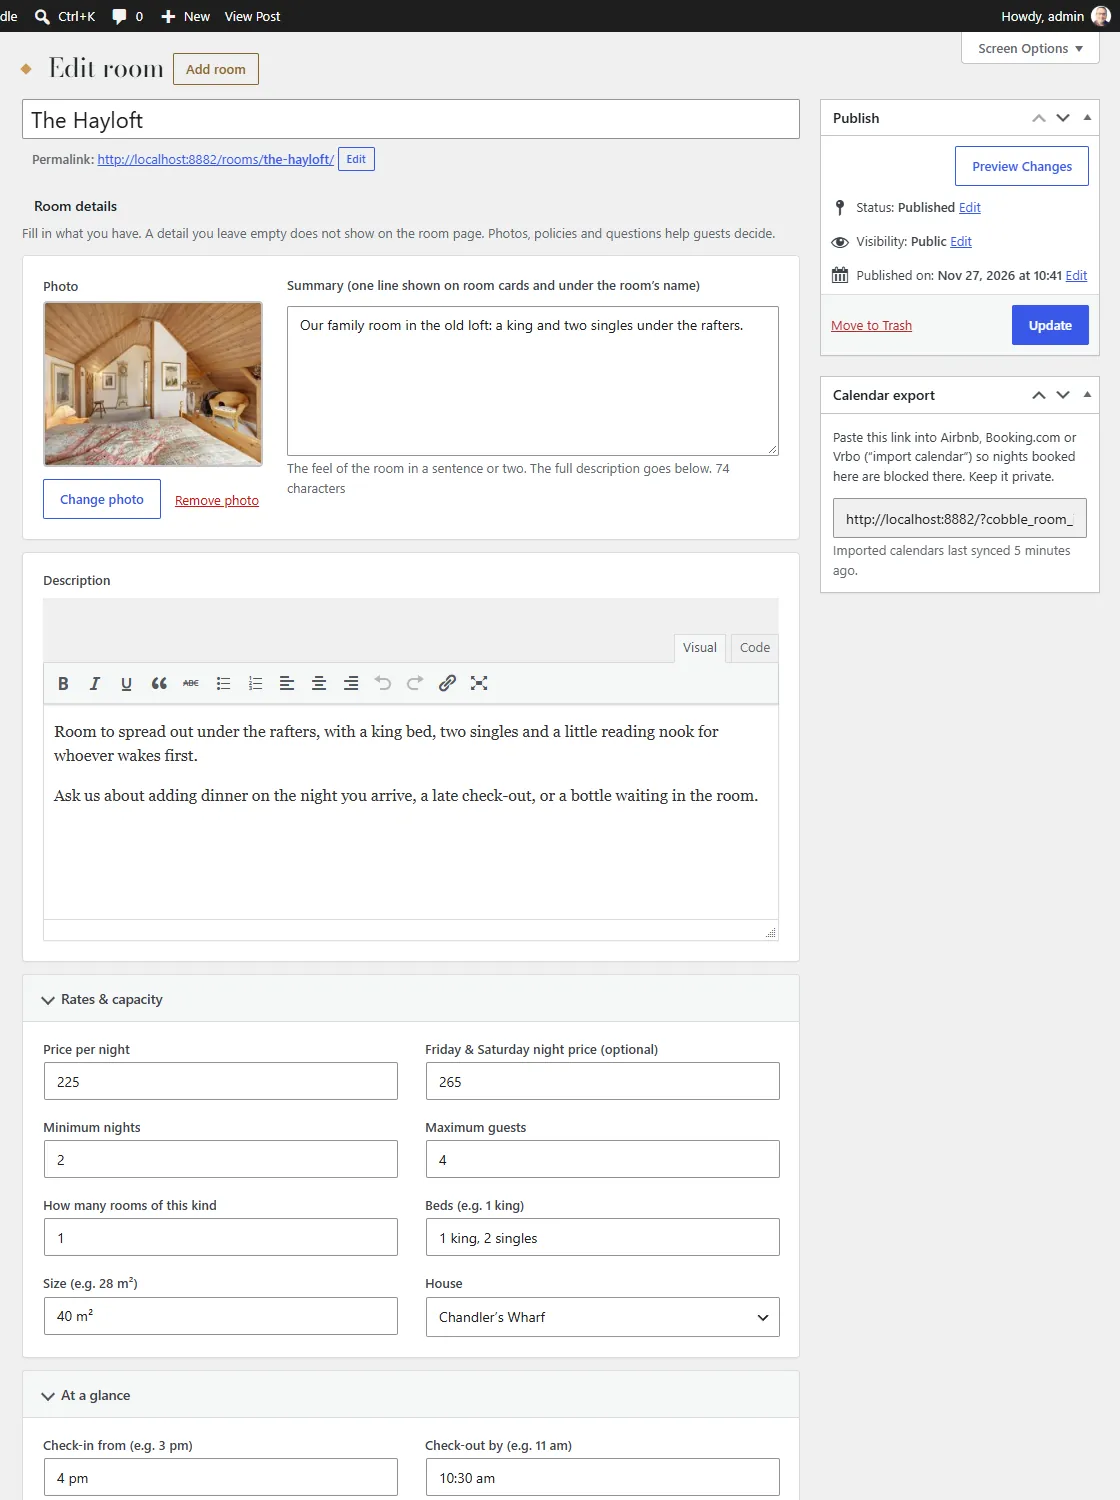 dle Ctrl+K 0 New View Post Howdy, admin
Screen Options
Edit room Add room
The Hayloft
Permalink: http://localhost:8882/rooms/the-hayloft/ Edit
Room details
Fill in what you have. A detail you leave empty does not show on the room page. Photos, policies and questions help guests decide.
Photo
Change photo Remove photo
Summary (one line shown on room cards and under the room’s name)
Our family room in the old loft: a king and two singles under the rafters.
The feel of the room in a sentence or two. The full description goes below. 74
characters
Description
Visual Code
B I U ABC
Room to spread out under the rafters, with a king bed, two singles and a little reading nook for
whoever wakes first.
Ask us about adding dinner on the night you arrive, a late check-out, or a bottle waiting in the room.
Rates & capacity
Price per night
225
Friday & Saturday night price (optional)
265
Minimum nights
2
Maximum guests
4
How many rooms of this kind
1
Beds (e.g. 1 king)
1 king, 2 singles
Size (e.g. 28 m²)
40 m²
House
Chandler’s Wharf
At a glance
Check-in from (e.g. 3 pm)
4 pm
Check-out by (e.g. 11 am)
10:30 am
Publish
Preview Changes
Status: Published Edit
Visibility: Public Edit
Published on: Nov 27, 2026 at 10:41 Edit
Move to Trash Update
Calendar export
Paste this link into Airbnb, Booking.com or
Vrbo (“import calendar”) so nights booked
here are blocked there. Keep it private.
http://localhost:8882/?cobble_room_
Imported calendars last synced 5 minutes
ago.